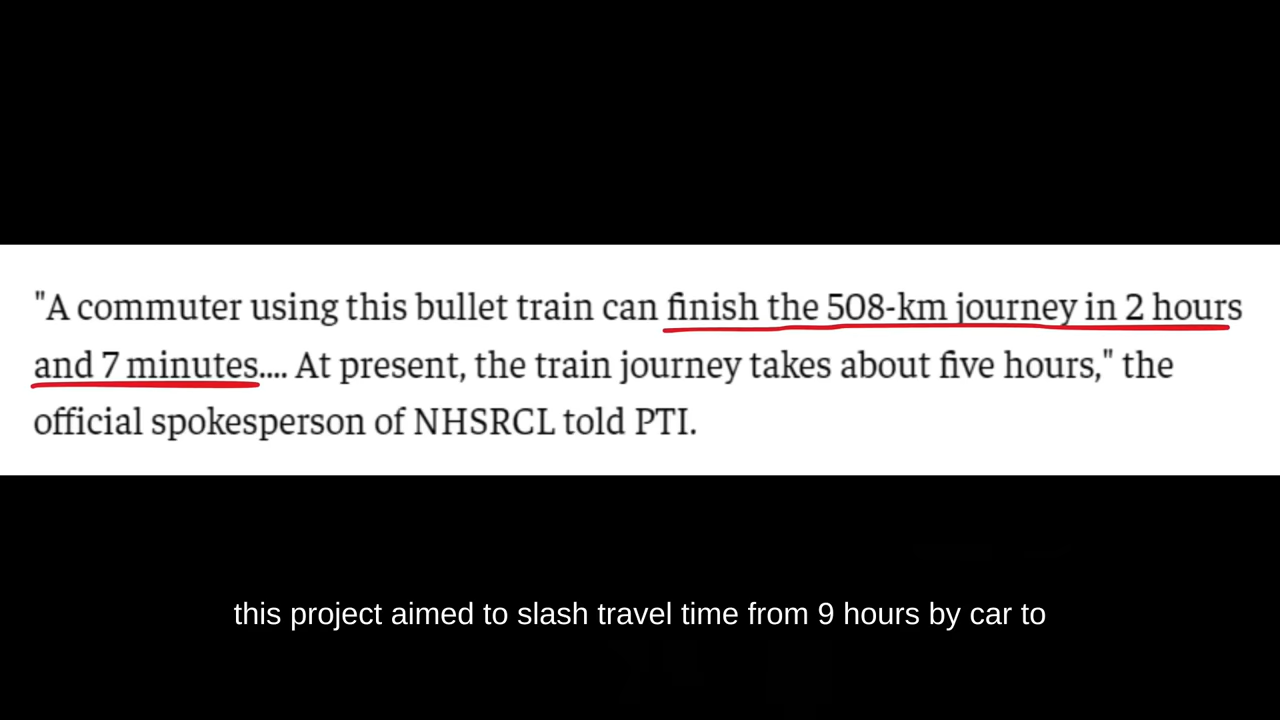 "A commuter using this bullet train can finish the 508-km journey in 2 hours
and 7 minutes.... At present, the train journey takes about five hours," the
official spokesperson of NHSRCL told PTI.
this project aimed to slash travel time from 9 hours by car to